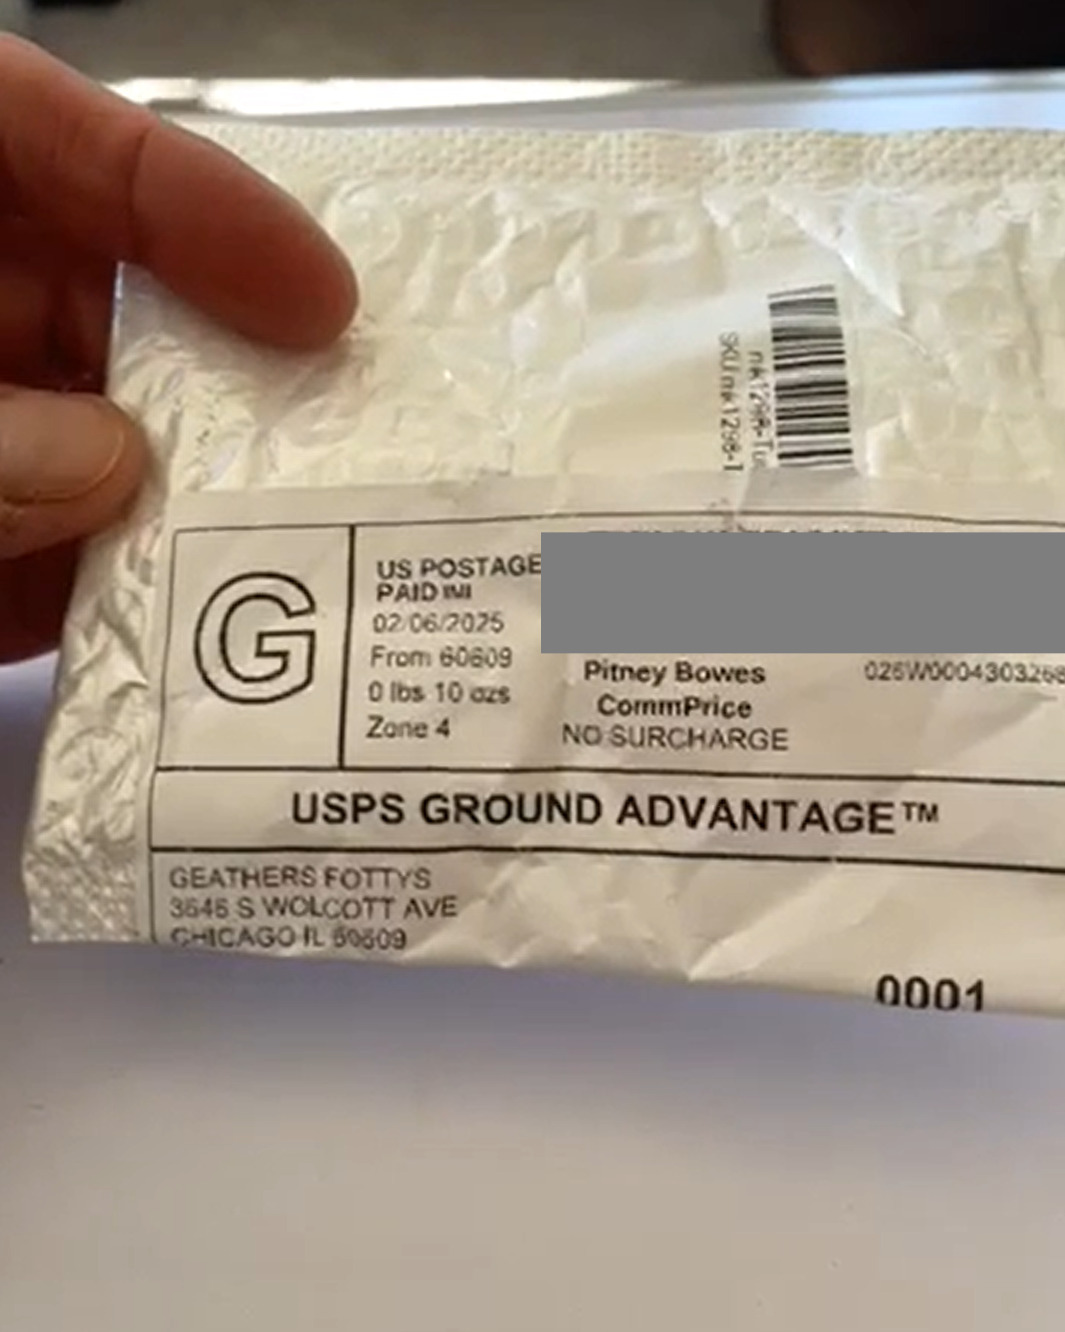 G
US POSTAGE
PAID IMI
02/06/2025
From 60609
0 lbs 10 ozs
Zone 4
Pitney Bowes
CommPrice
NO SURCHARGE
026W0004303268
USPS GROUND ADVANTAGE™
GEATHERS FOTTYS
3646 S WOLCOTT AVE
CHICAGO IL 60609
0001